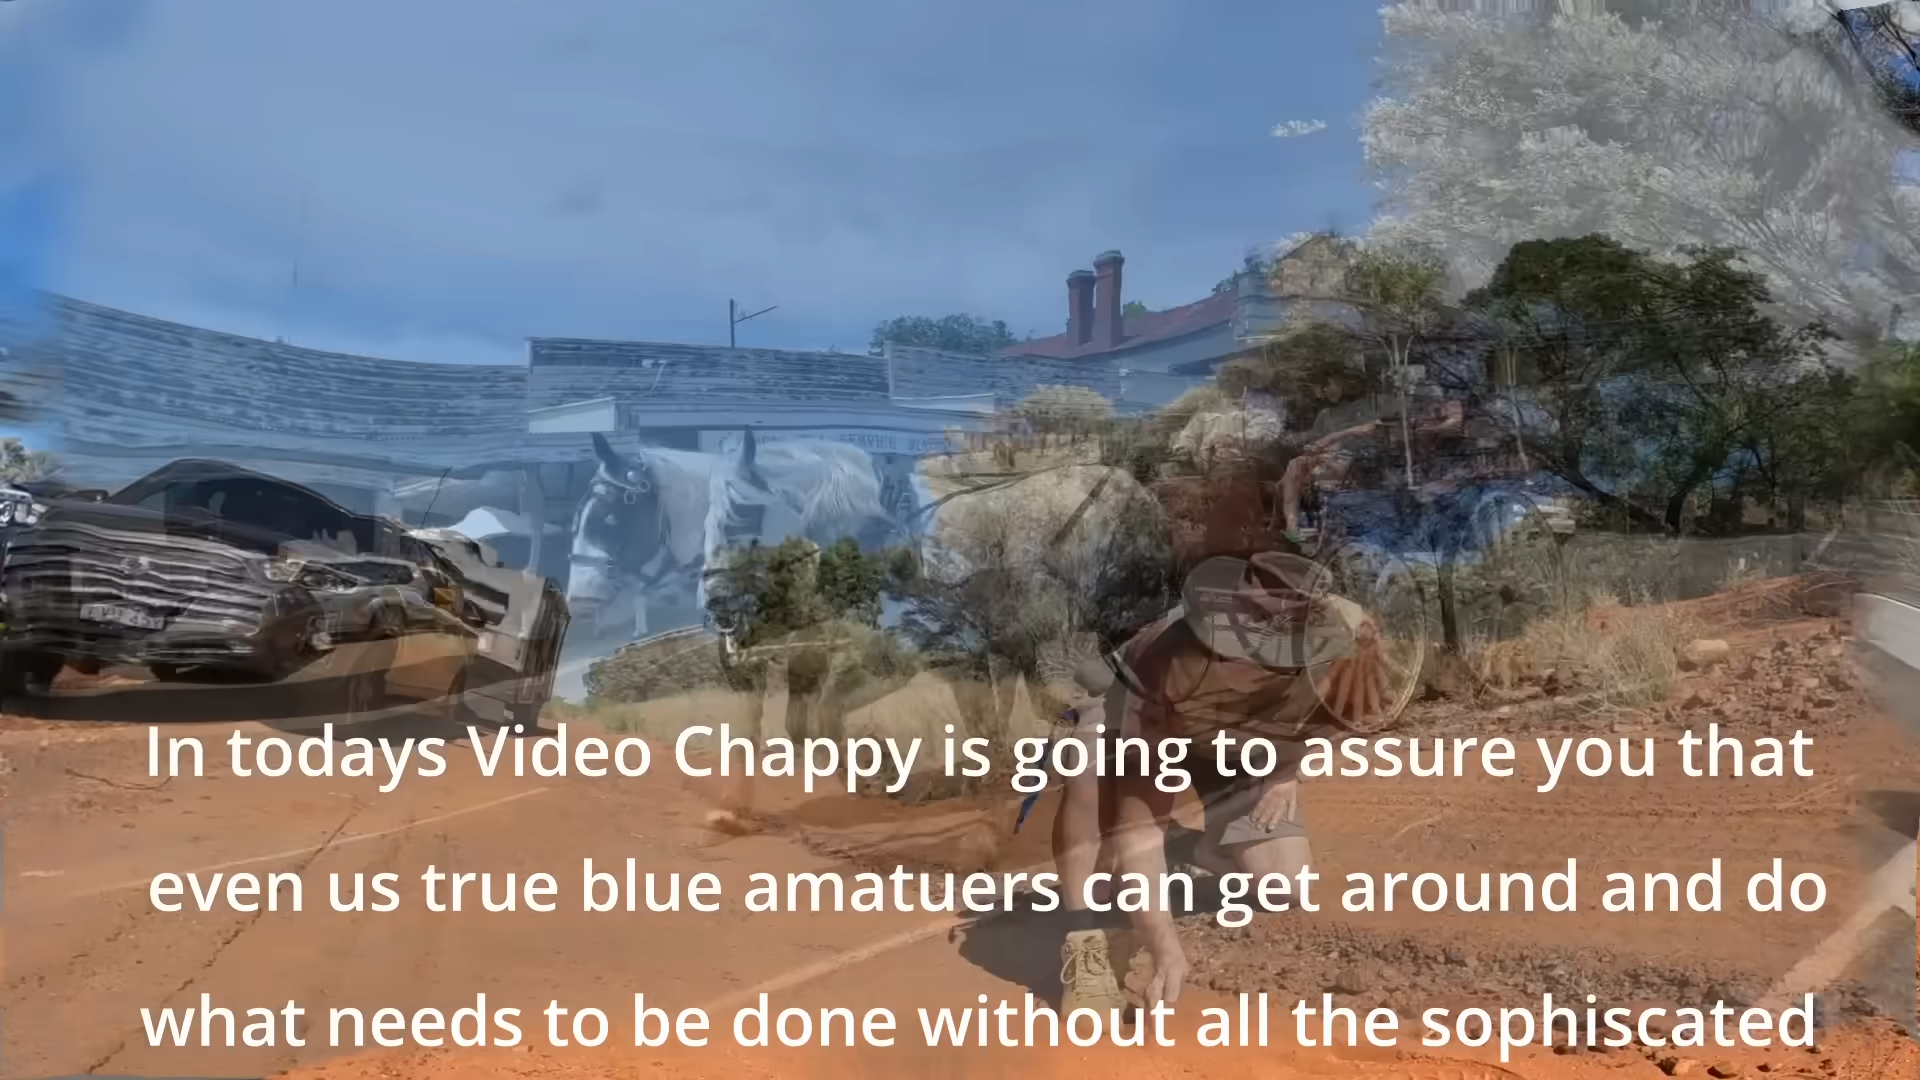 In todays Video Chappy is going to assure you that
even us true blue amatuers can get around and do
what needs to be done without all the sophiscated